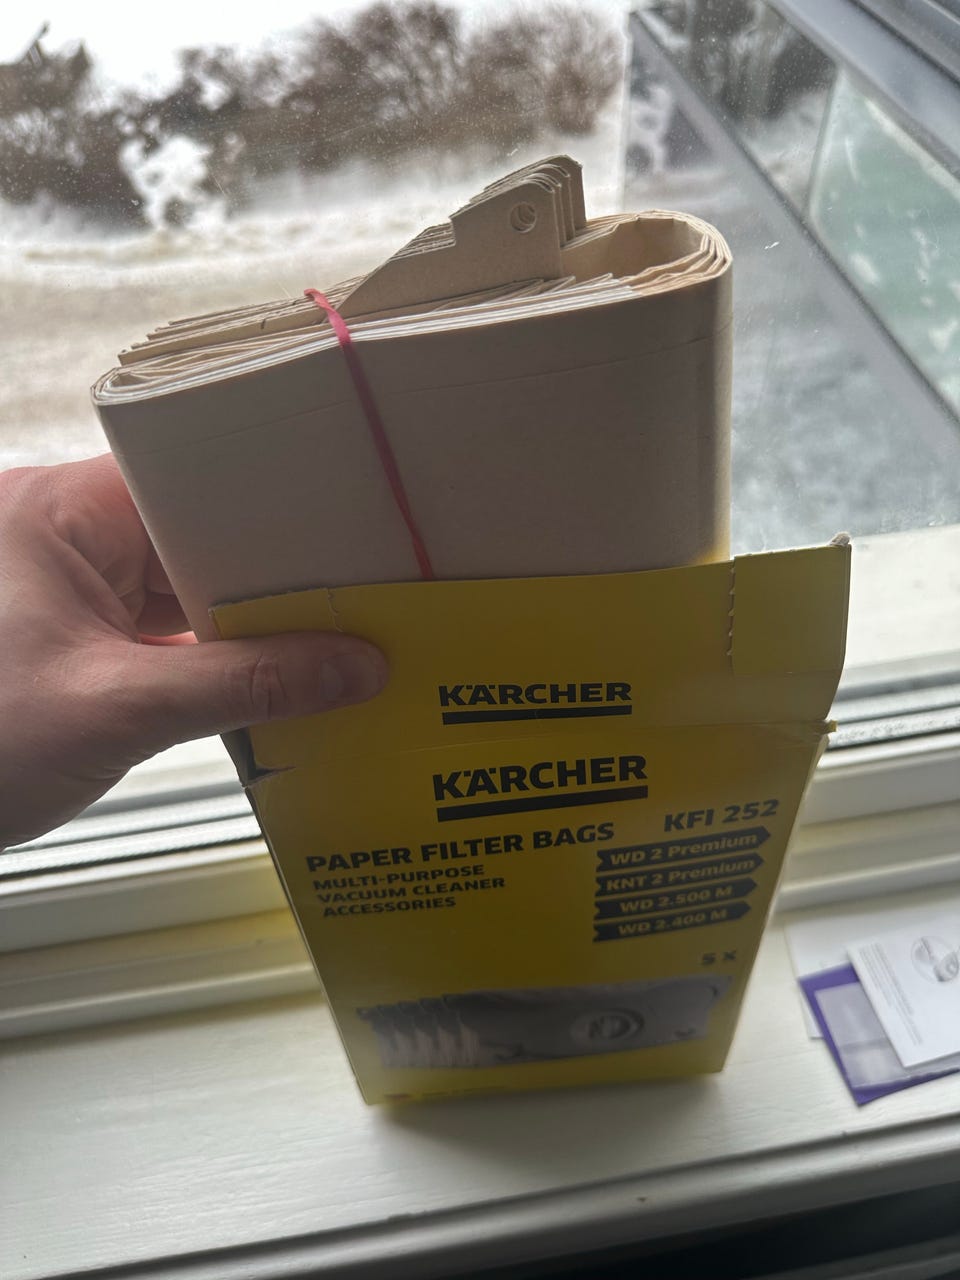 KÄRCHER
KÄRCHER
KFI 252
PAPER FILTER BAGS
MULTI-PURPOSE
VACUUM CLEANER
ACCESSORIES
WD 2 Premium
KNT 2 Premium
WD 2.500 M
WD 2.400 M
5 x